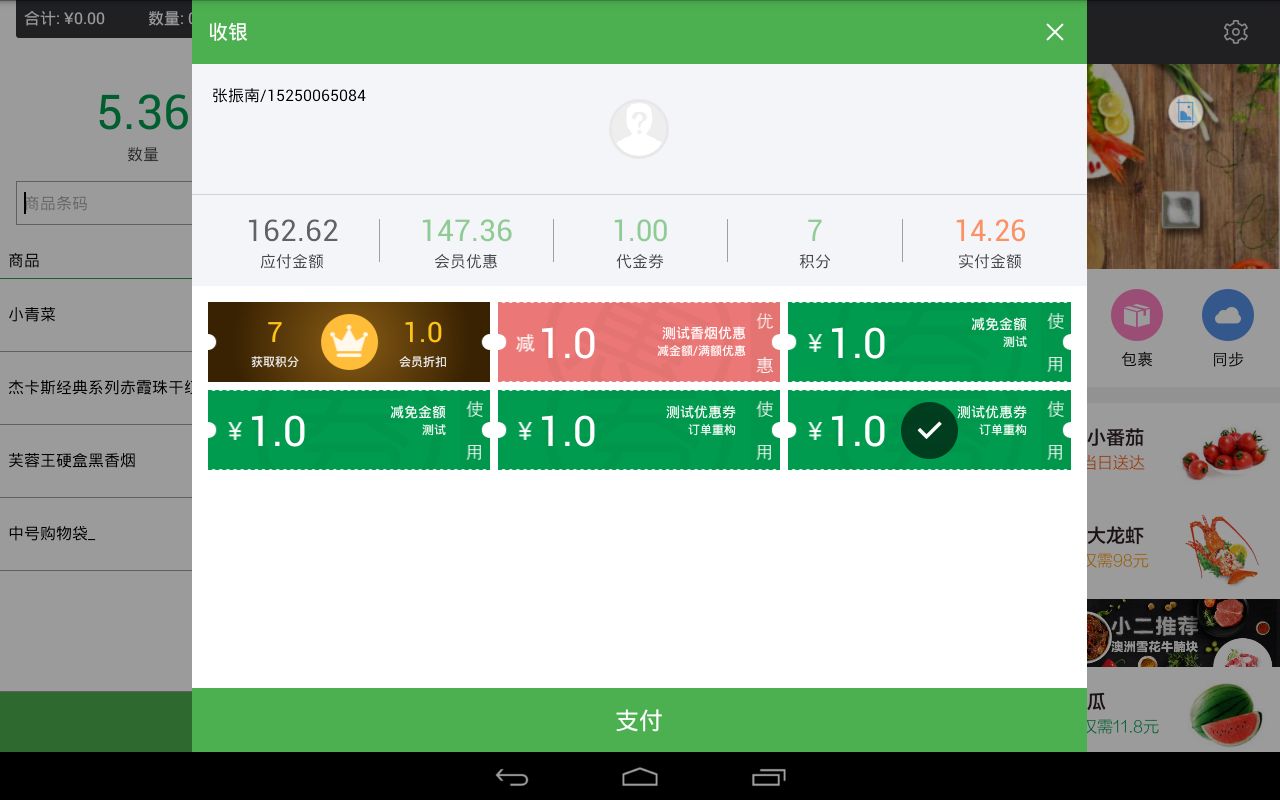 合计: ¥0.00
数量:
收银
5.36
数量
商品条码
商品
小青菜
杰卡斯经典系列赤霞珠干
芙蓉王硬盒黑香烟
中号购物袋_
张振南/15250065084
162.62
应付金额
147.36
会员优惠
1.00
代金券
7
积分
14.26
实付金额
7
获取积分
1.0
会员折扣
减 1.0
测试香烟优惠
减金额/满额优惠
优惠
¥ 1.0
减免金额
测试
使用
¥ 1.0
减免金额
测试
使用
¥ 1.0
测试优惠券
订单重构
使用
¥ 1.0
测试优惠券
订单重构
使用
支付
包裹
同步
小番茄
当日送达
大龙虾
仅需98元
小二推荐
澳洲雪花牛腩块
瓜
仅需11.8元